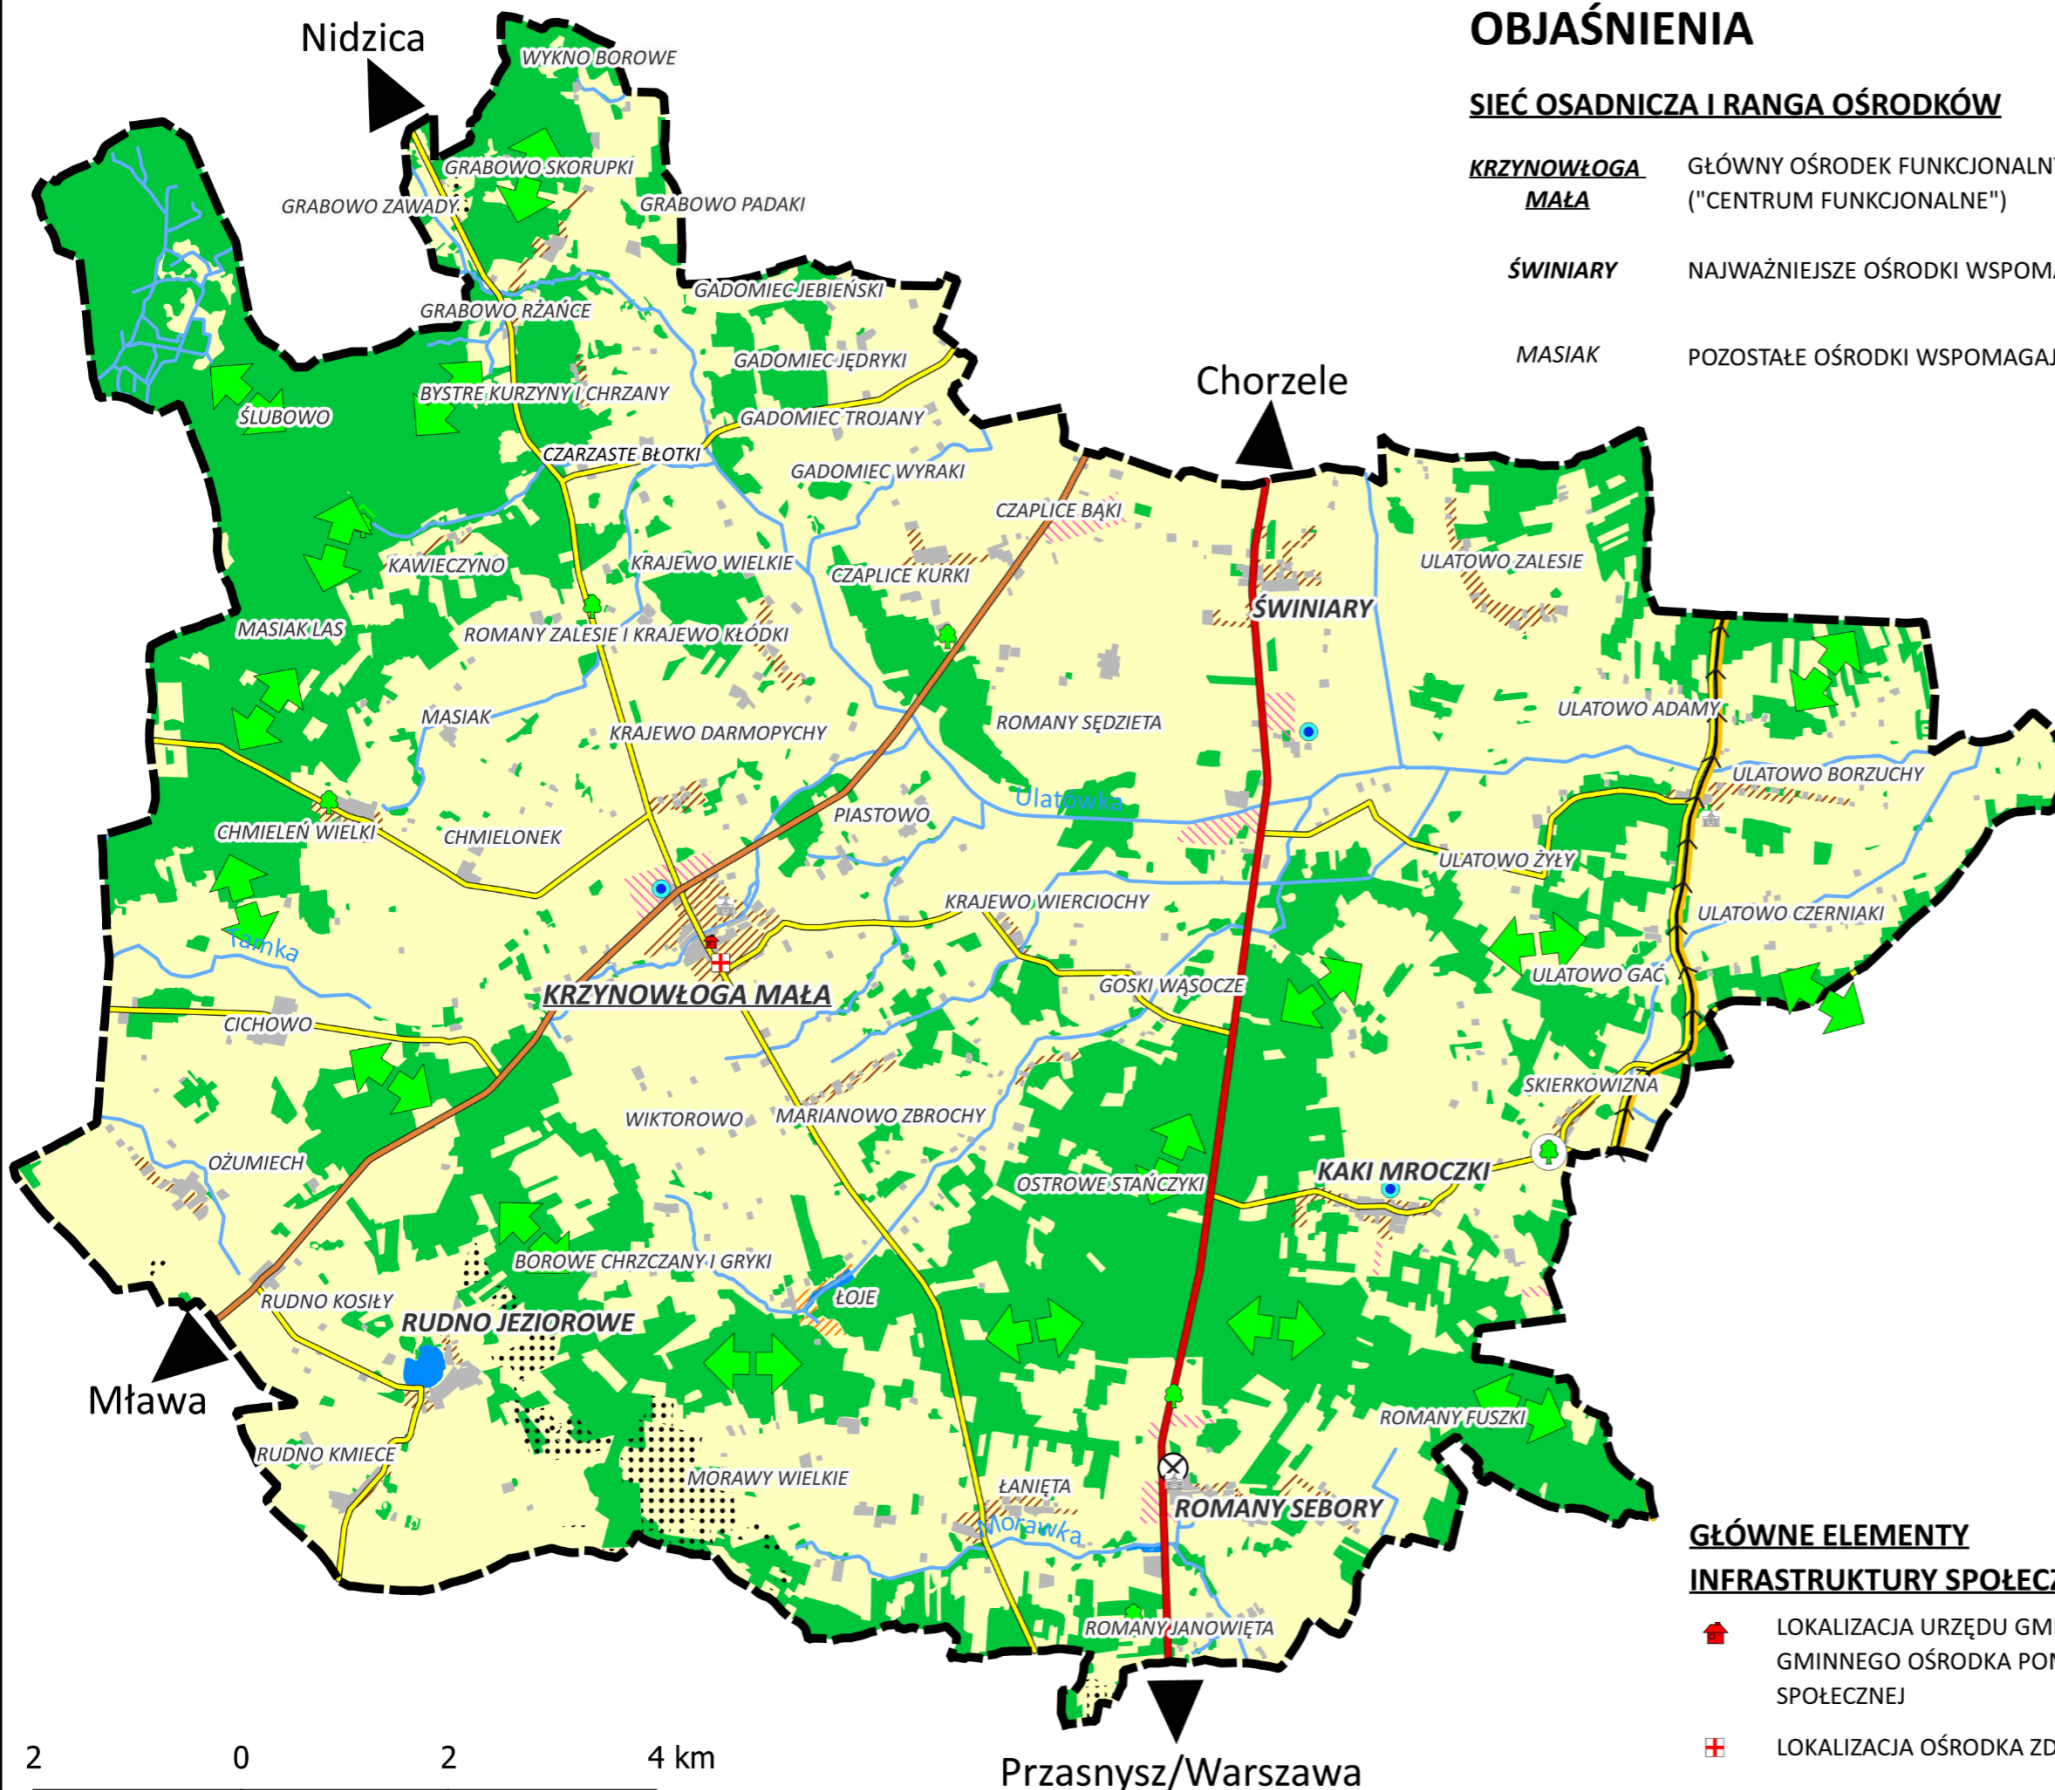 Nidzica
OBJAŚNIENIA
SIEĆ OSADNICZA I RANGA OŚRODKÓW
KRZYNOWŁOGA
MAŁA
GŁÓWNY OŚRODEK FUNKCJONALNY
("CENTRUM FUNKCJONALNE")
ŚWINIARY
NAJWAŻNIEJSZE OŚRODKI WSPOMA
MASIAK
POZOSTAŁE OŚRODKI WSPOMAGAJ
WYKNO BOROWE
GRABOWO SKORUPKI
GRABOWO ZAWADY
GRABOWO PADAKI
GADOMIEC JEBIEŃSKI
GRABOWO RŻAŃCE
GADOMIEC JĘDRYKI
Chorzele
BYSTRE KURZYNY I CHRZANY
ŚLUBOWO
GADOMIEC TROJANY
CZARZASTE BŁOTKI
GADOMIEC WYRAKI
CZAPLICE BĄKI
KAWIECZYNO
KRAJEWO WIELKIE
CZAPLICE KURKI
ULATOWO ZALESIE
ŚWINIARY
MASIAK LAS
ROMANY ZALESIE I KRAJEWO KŁÓDKI
MASIAK
KRAJEWO DARMOPYCHY
ROMANY SĘDZIETA
ULATOWO ADAMY
ULATOWO BORZUCHY
Ulatówka
PIASTOWO
CHMIELEŃ WIELKI
CHMIELONEK
ULATOWO ŻYŁY
KRAJEWO WIERCIOCHY
ULATOWO CZERNIAKI
Tamka
ULATOWO GAĆ
GOSKI WĄSOCZE
KRZYNOWŁOGA MAŁA
CICHOWO
SKIERKOWIZNA
WIKTOROWO
MARIANOWO ZBROCHY
OŻUMIECH
KAKI MROCZKI
OSTROWE STAŃCZYKI
BOROWE CHRZCZANY I GRYKI
ŁOJE
RUDNO KOSIŁY
RUDNO JEZIOROWE
Mława
ROMANY FUSZKI
RUDNO KMIECE
MORAWY WIELKIE
ŁANIĘTA
ROMANY SEBORY
Morawka
ROMANY JANOWIĘTA
GŁÓWNE ELEMENTY
INFRASTRUKTURY SPOŁECZ
LOKALIZACJA URZĘDU GMI
GMINNEGO OŚRODKA POM
SPOŁECZNEJ
LOKALIZACJA OŚRODKA ZD
2 0 2 4 km
Przasnysz/Warszawa